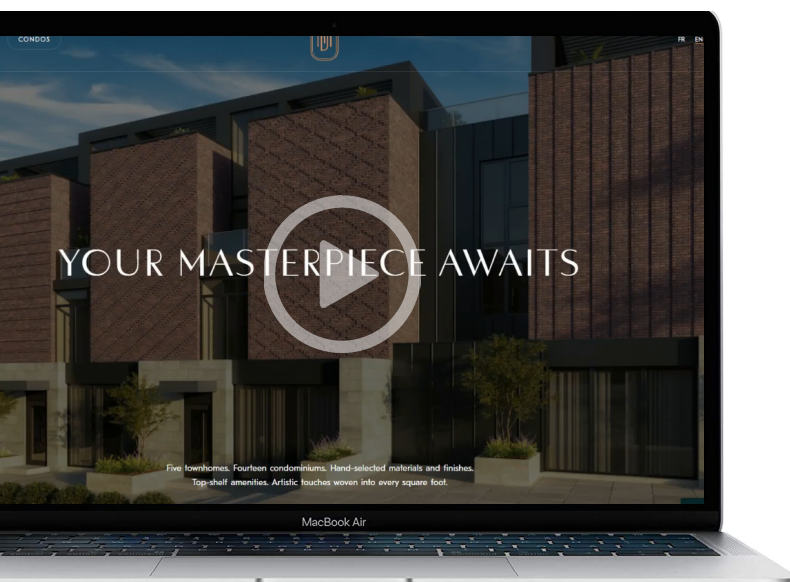 CONDOS
FR EN
YOUR MASTERPIECE AWAITS
Five townhomes. Fourteen condominiums. Hand-selected materials and finishes.
Top-shelf amenities. Artistic touches woven into every square foot.
MacBook Air